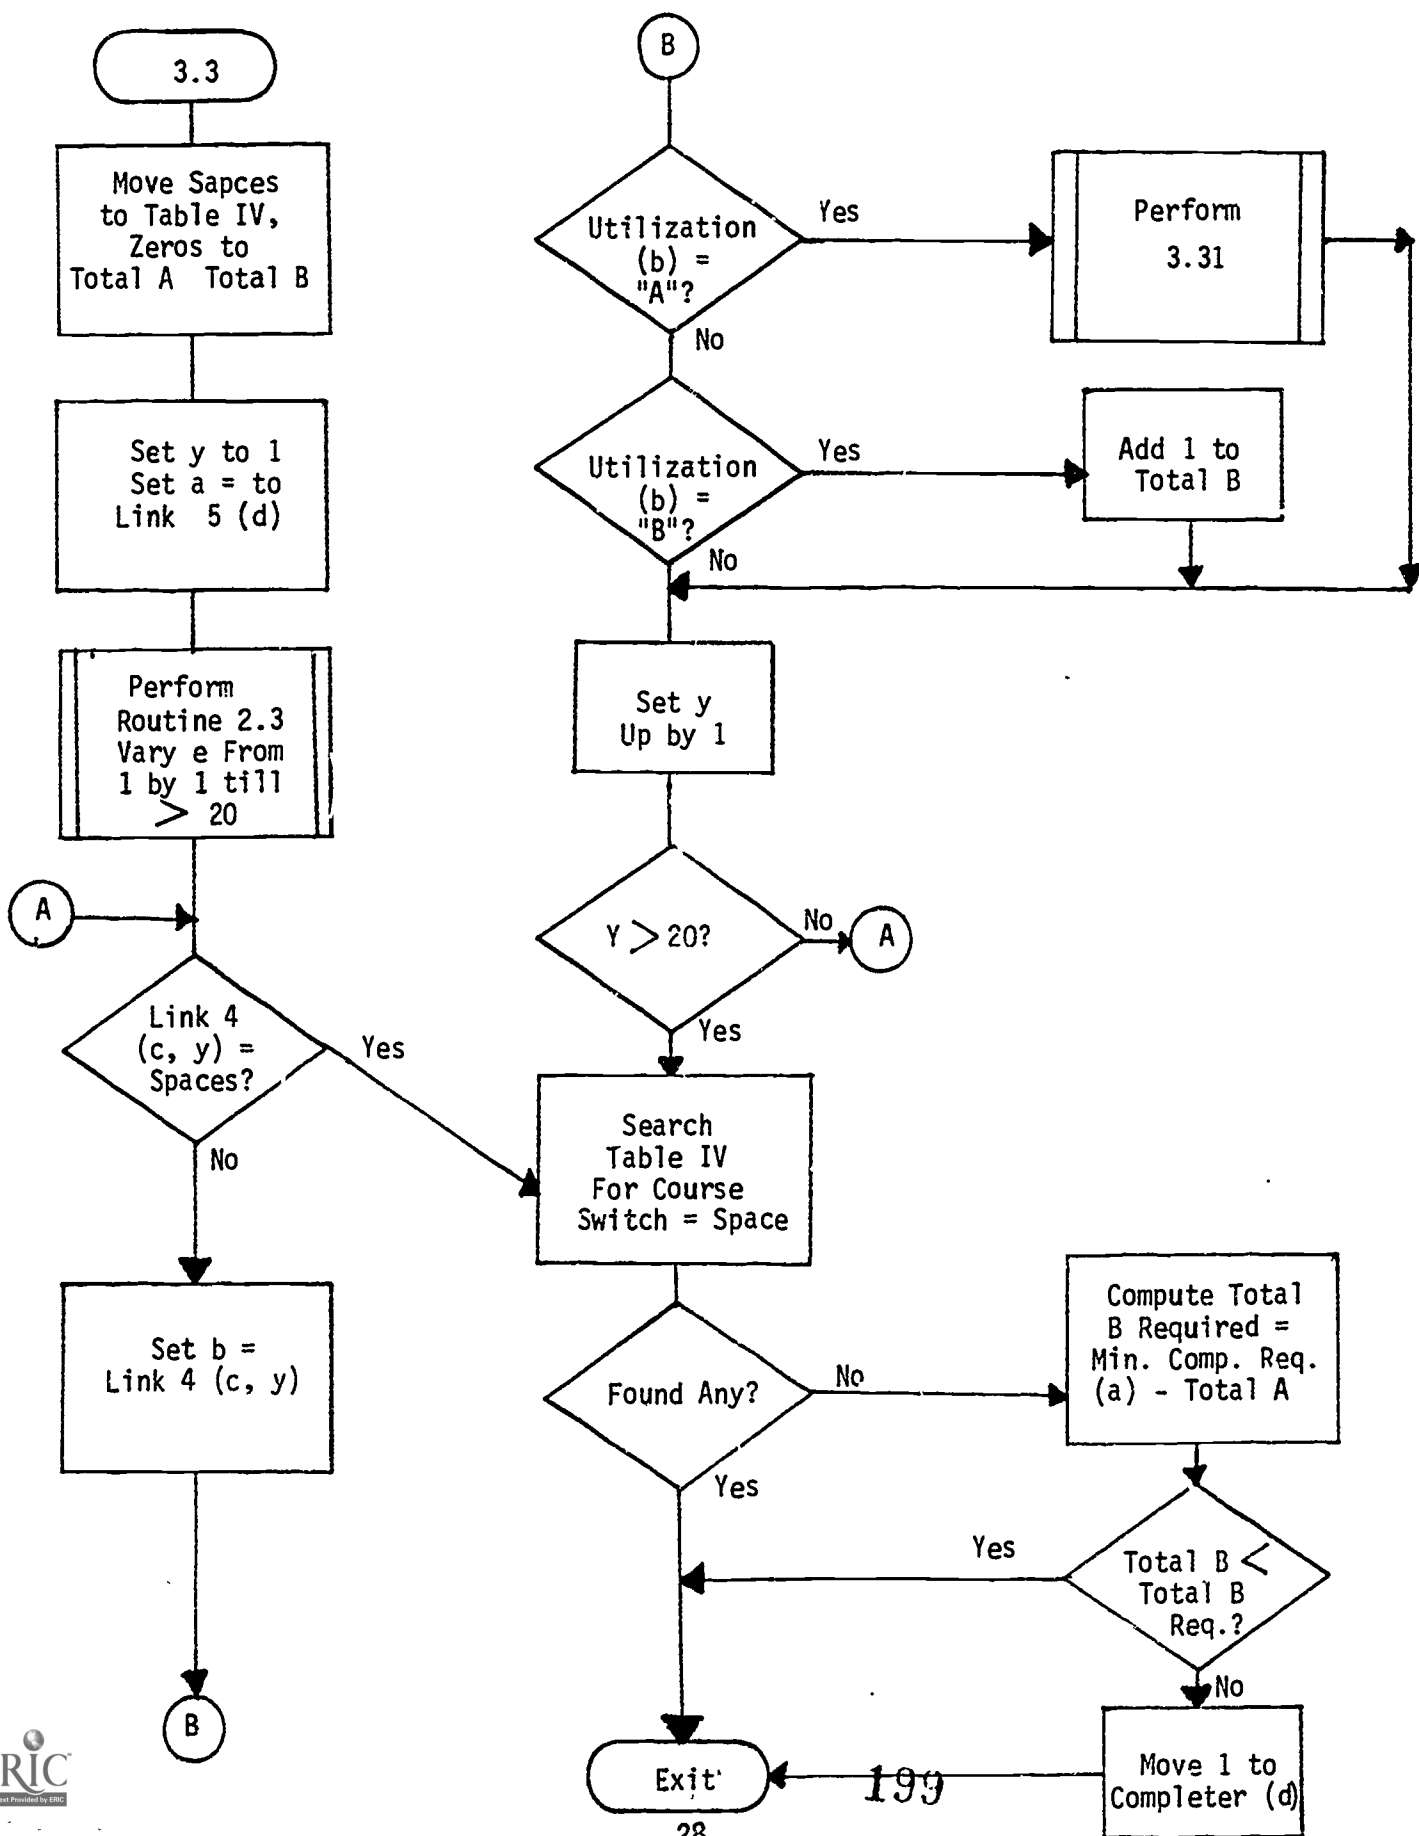 3.3
Move Sapces
to Table IV,
Zeros to
Total A Total B
Set y to 1
Set a = to
Link 5 (d)
Perform
Routine 2.3
Vary e From
1 by 1 till
> 20
A
Link 4
(c, y) =
Spaces?
Yes
No
Set b =
Link 4 (c, y)
B
B
Utilization
(b) =
"A"?
Yes
Perform
3.31
No
Utilization
(b) =
"B"?
Yes
Add 1 to
Total B
No
Set y
Up by 1
Y > 20?
No
A
Yes
Search
Table IV
For Course
Switch = Space
Found Any?
No
Compute Total
B Required =
Min. Comp. Req.
(a) - Total A
Yes
Total B <
Total B
Req.?
Yes
No
Move 1 to
Completer (d)
Exit
199
28
ERIC